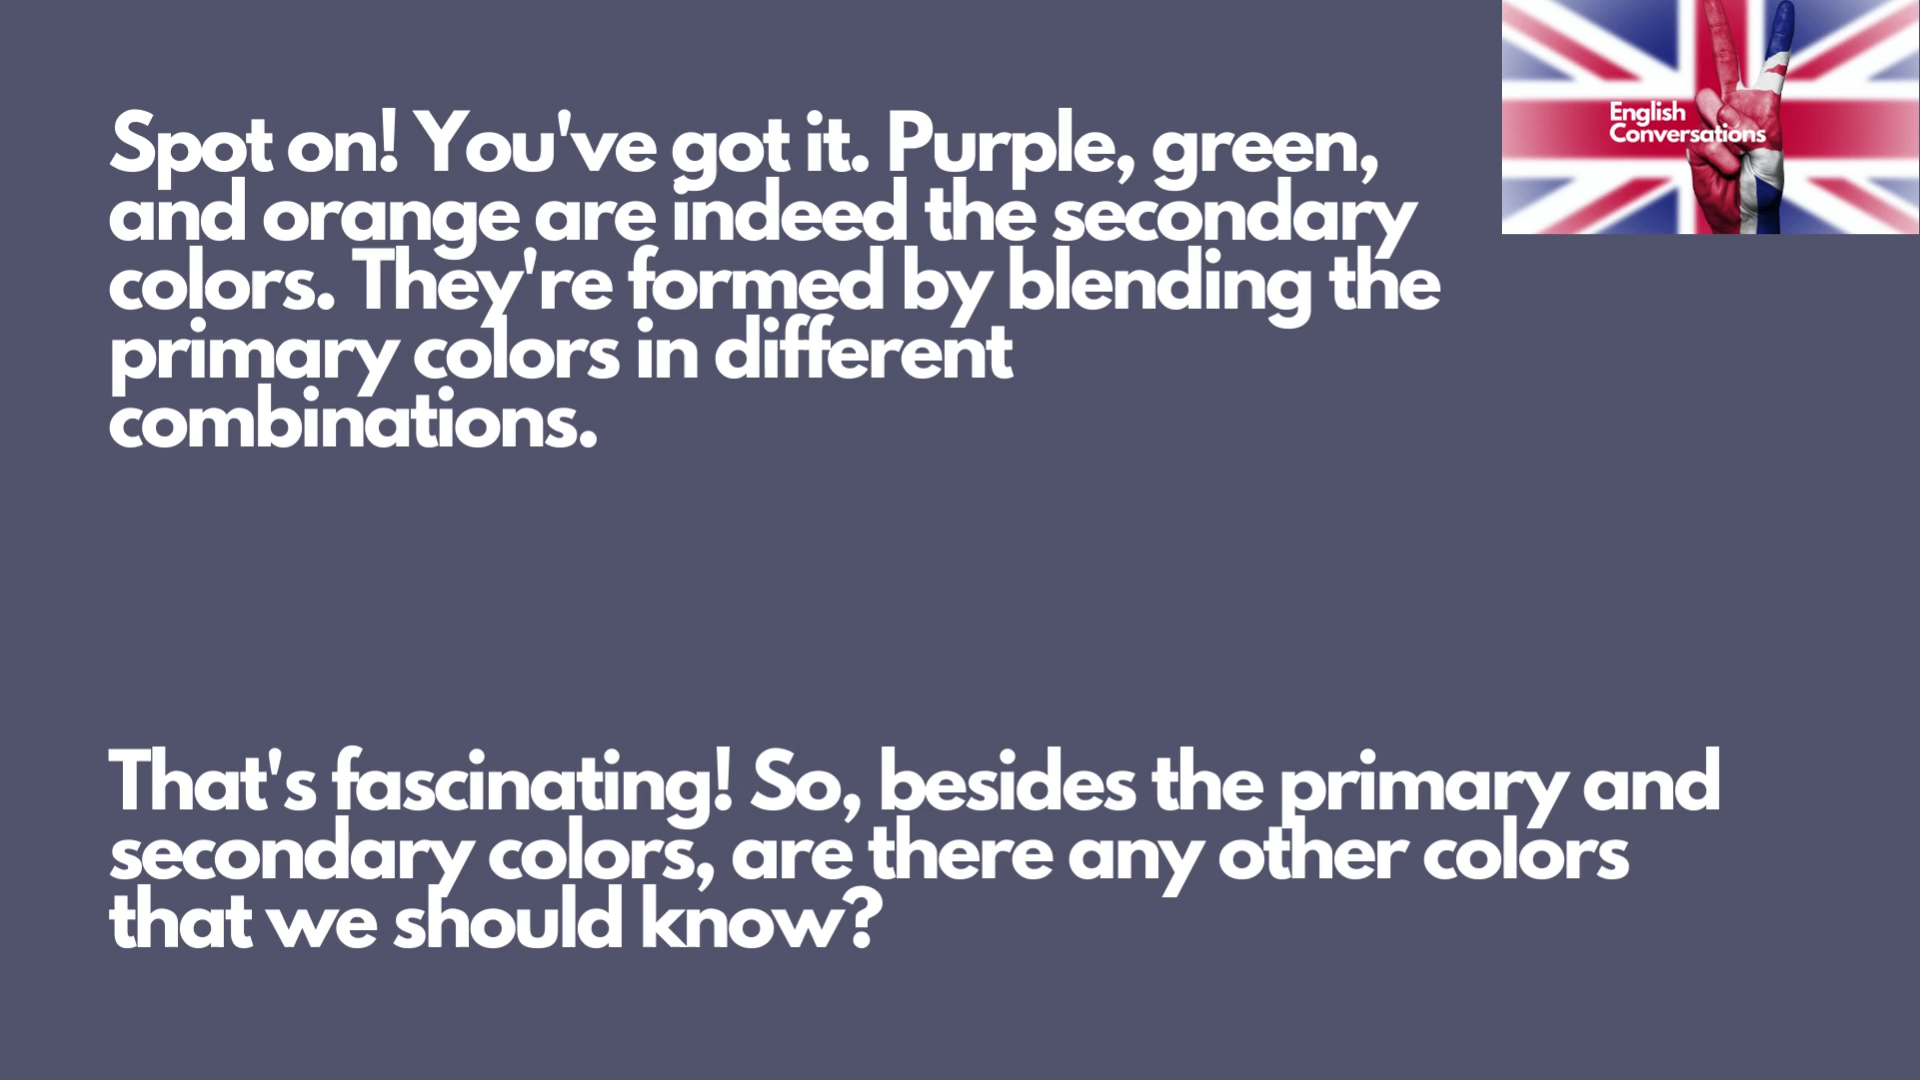 Spot on! You've got it. Purple, green,
and orange are indeed the secondary
colors. They're formed by blending the
primary colors in different
combinations.
English
Conversations
That's fascinating! So, besides the primary and
secondary colors, are there any other colors
that we should know?